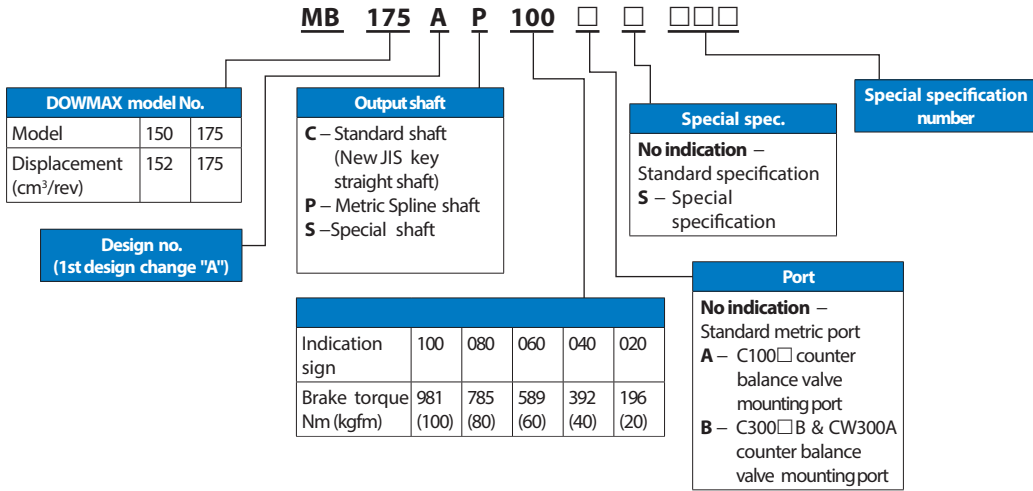 MB 175 A P 100 □ □ □□□
DOWMAX model No.
Model 150 175
Displacement 152 175
(cm³/rev)
Design no.
(1st design change "A")
Output shaft
C – Standard shaft
(New JIS key
straight shaft)
P – Metric Spline shaft
S –Special shaft
Indication 100 080 060 040 020
sign
Brake torque 981 785 589 392 196
Nm (kgfm) (100) (80) (60) (40) (20)
Special spec.
No indication –
Standard specification
S – Special
specification
Special specification
number
Port
No indication –
Standard metric port
A – C100□ counter
balance valve
mounting port
B – C300□B & CW300A
counter balance
valve mounting port